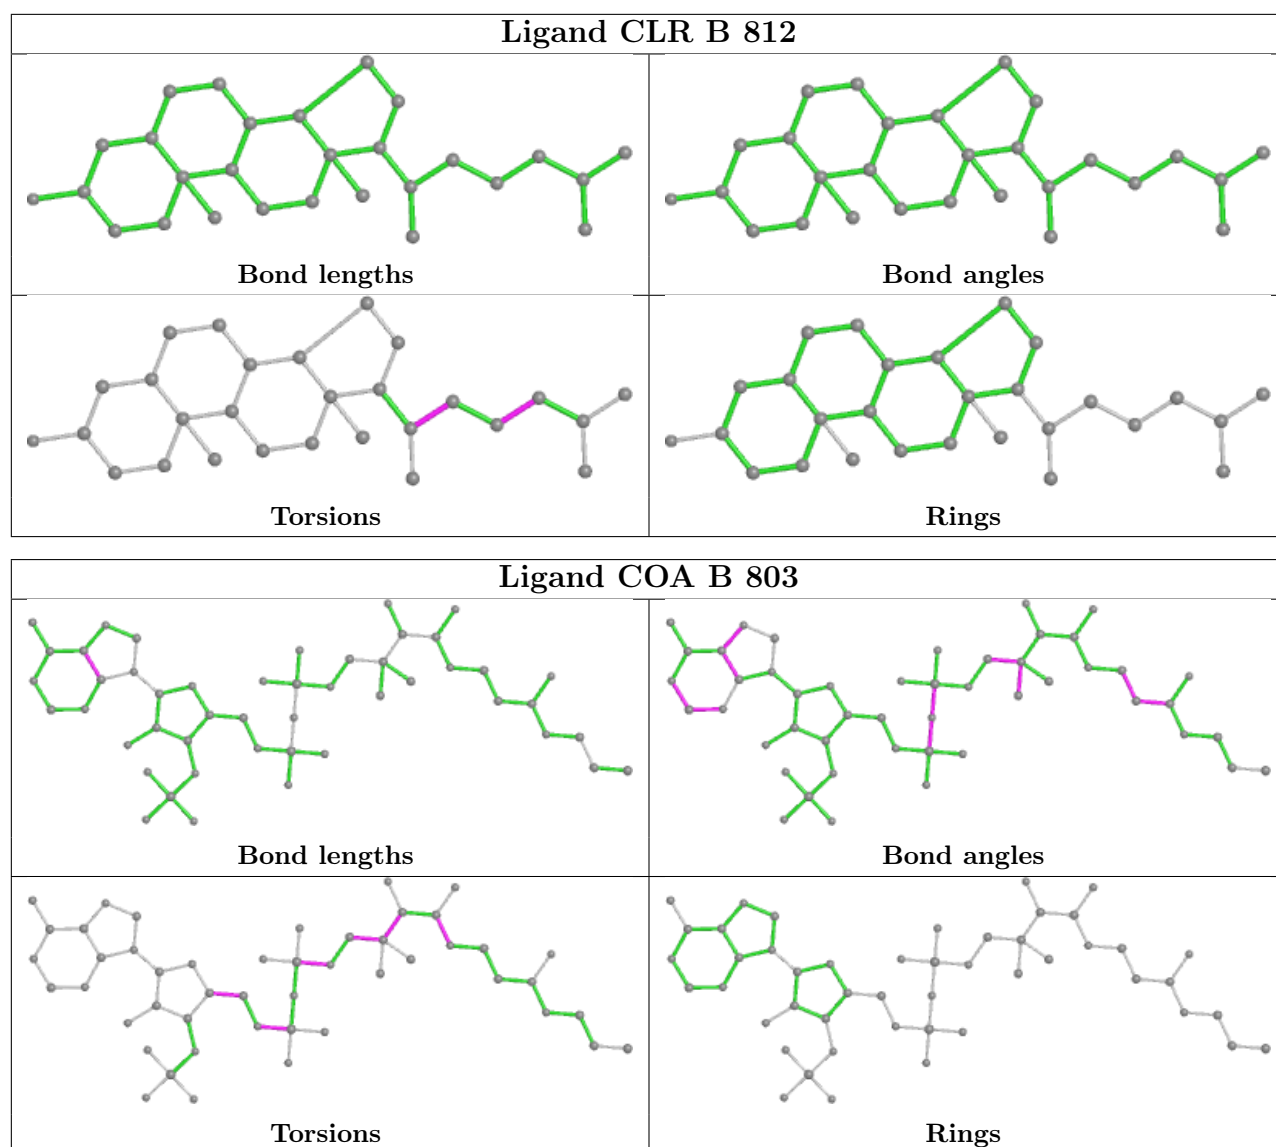 Ligand CLR B 812
Bond lengths
Bond angles
Torsions
Rings
Ligand COA B 803
Bond lengths
Bond angles
Torsions
Rings